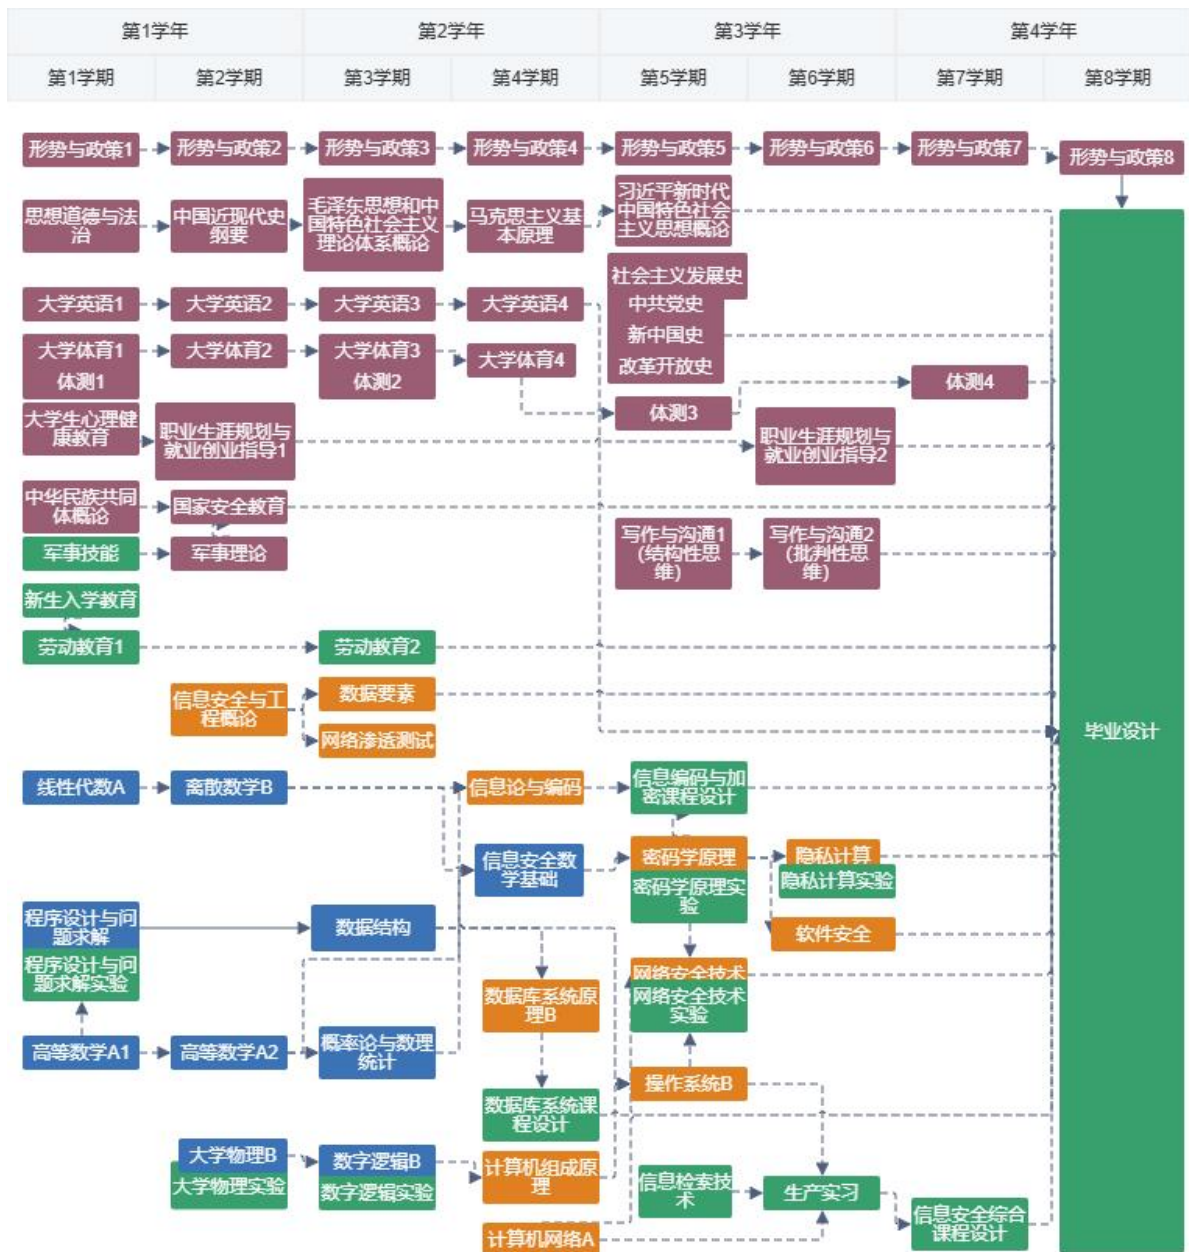 第1学年
第2学年
第3学年
第4学年
第1学期
第2学期
第3学期
第4学期
第5学期
第6学期
第7学期
第8学期
形势与政策1
形势与政策2
形势与政策3
形势与政策4
形势与政策5
形势与政策6
形势与政策7
形势与政策8
思想道德与法
治
中国近现代史
纲要
毛泽东思想和中
国特色社会主义
理论体系概论
马克思主义基
本原理
习近平新时代
中国特色社会
主义思想概论
社会主义发展史
中共党史
新中国史
改革开放史
大学英语1
大学英语2
大学英语3
大学英语4
大学体育1
体测1
大学体育2
大学体育3
体测2
大学体育4
体测3
体测4
大学生心理健
康教育
职业生涯规划与
就业创业指导1
职业生涯规划与
就业创业指导2
中华民族共同
体概论
国家安全教育
军事技能
军事理论
写作与沟通1
(结构性思
维)
写作与沟通2
(批判性思
维)
新生入学教育
劳动教育1
劳动教育2
信息安全与工
程概论
数据要素
网络渗透测试
毕业设计
线性代数A
离散数学B
信息论与编码
信息编码与加
密课程设计
信息安全数
学基础
密码学原理
密码学原理实
验
隐私计算
隐私计算实验
程序设计与问
题求解
程序设计与问
题求解实验
数据结构
软件安全
数据库系统原
理B
网络安全技术
网络安全技术
实验
高等数学A1
高等数学A2
概率论与数理
统计
操作系统B
数据库系统课
程设计
大学物理B
大学物理实验
数字逻辑B
数字逻辑实验
计算机组成原
理
信息检索技
术
生产实习
信息安全综合
课程设计
计算机网络A